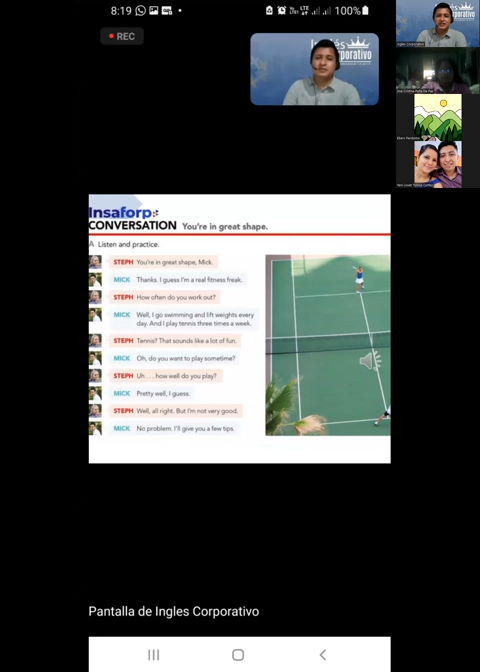 8:19
LTE
100%
REC
Inglés
Corporativo
Ingles Corporativo
Insaforp
CONVERSATION You're in great shape.
A Listen and practice.
STEPH You're in great shape, Mick.
MICK Thanks. I guess I'm a real fitness freak.
STEPH How often do you work out?
MICK Well, I go swimming and lift weights every
day. And I play tennis three times a week.
STEPH Tennis? That sounds like a lot of fun.
MICK Oh, do you want to play sometime?
STEPH Uh . . . how well do you play?
MICK Pretty well, I guess.
STEPH Well, all right. But I'm not very good.
MICK No problem. I'll give you a few tips.
Pantalla de Ingles Corporativo